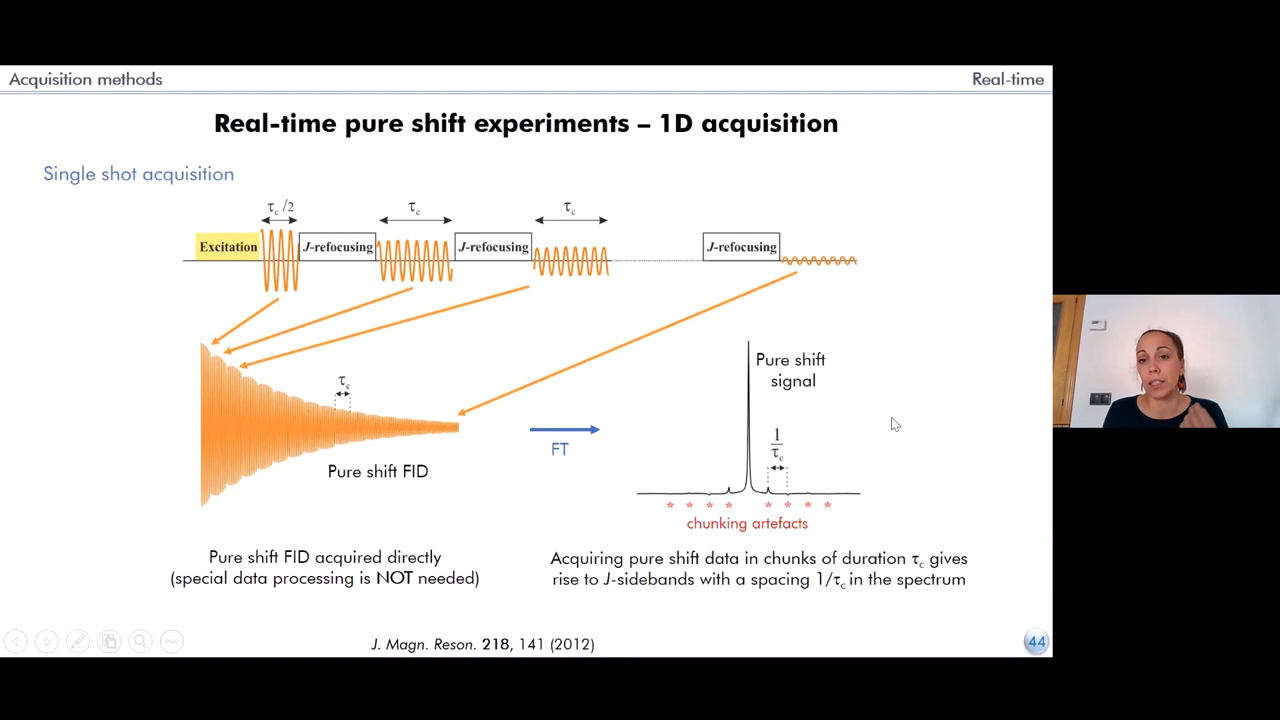 Acquisition methods
Real-time
Real-time pure shift experiments – 1D acquisition
Single shot acquisition
τc /2
τc
τc
Excitation
J-refocusing
J-refocusing
J-refocusing
τc
Pure shift FID
FT
Pure shift
signal
1
τc
* * * * * * * *
chunking artefacts
Pure shift FID acquired directly
(special data processing is NOT needed)
Acquiring pure shift data in chunks of duration τc gives
rise to J-sidebands with a spacing 1/τc in the spectrum
J. Magn. Reson. 218, 141 (2012)
44